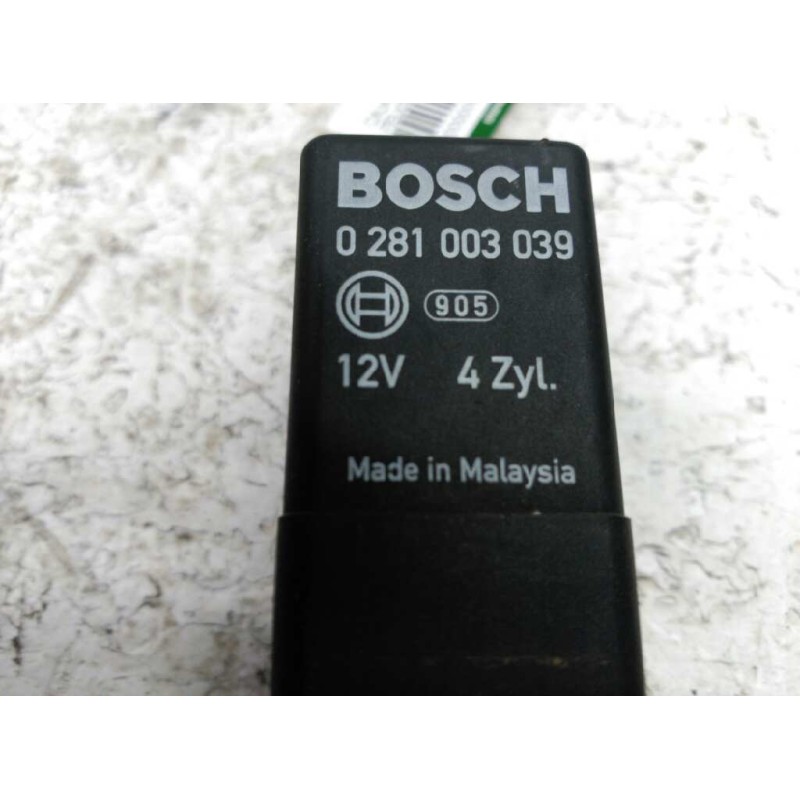 BOSCH
0 281 003 039
905
12V 4 Zyl.
Made in Malaysia